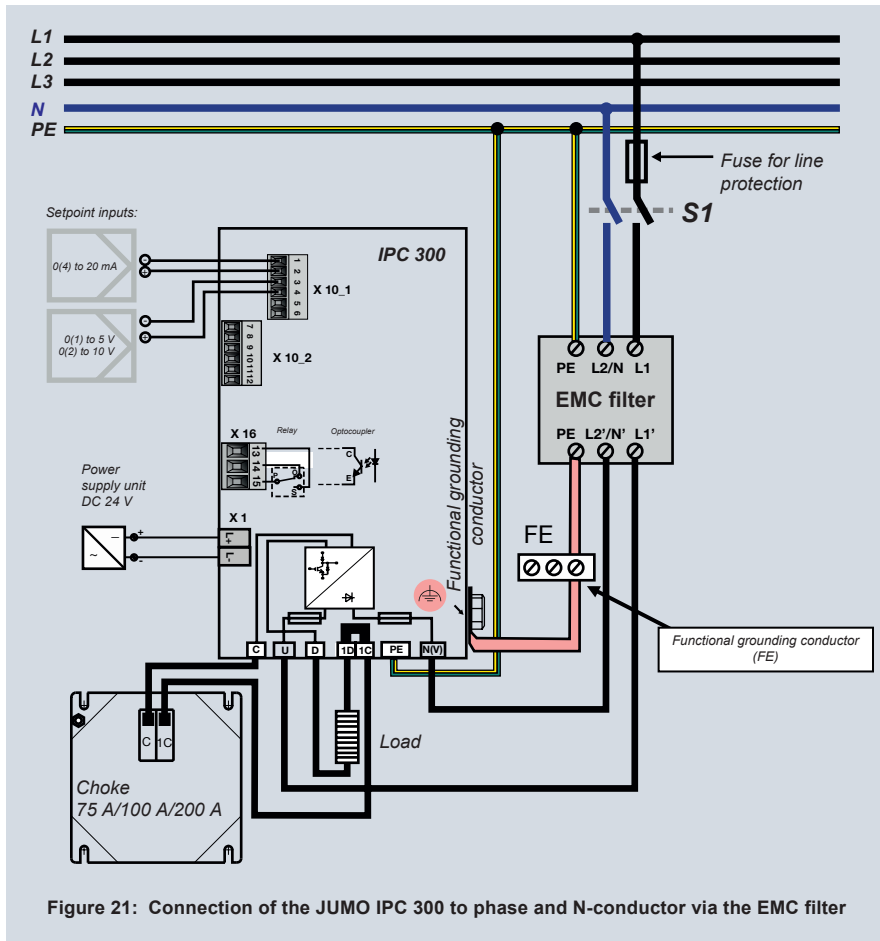 L1
L2
L3
N
PE
Fuse for line
protection
S1
Setpoint inputs:
0(4) to 20 mA
-
+
0(1) to 5 V
0(2) to 10 V
-
+
IPC 300
1
2
3
4
5
6
X 10_1
7
8
9
10
11
12
X 10_2
PE L2/N L1
EMC filter
PE L2'/N' L1'
X 16
Relay
Optocoupler
13
14
15
P
Ö
S
C
E
Functional grounding
conductor
Power
supply unit
DC 24 V
+
-
X 1
L+
L-
FE
Functional grounding conductor
(FE)
C U D 1D 1C PE N(V)
Load
C 1C
Choke
75 A/100 A/200 A
Figure 21: Connection of the JUMO IPC 300 to phase and N-conductor via the EMC filter